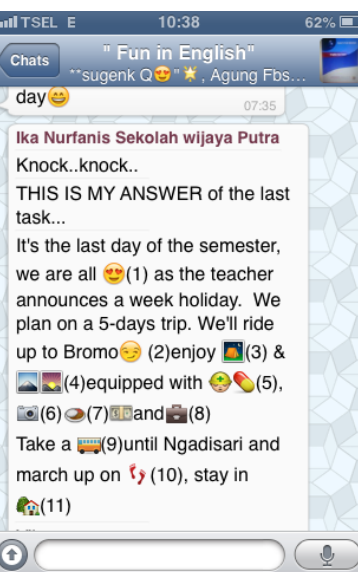 TSEL E 10:38 62%
Chats
" Fun in English"
"sugenk Q😍"🌟, Agung Fbs...
day😄
07:35
Ika Nurfanis Sekolah wijaya Putra
Knock..knock..
THIS IS MY ANSWER of the last
task...
It's the last day of the semester,
we are all 😍(1) as the teacher
announces a week holiday. We
plan on a 5-days trip. We'll ride
up to Bromo😏 (2)enjoy 🏕(3) &
🗻🌄(4)equipped with 👷💊(5),
📷(6)🍛(7)💵and💼(8)
Take a 🚌(9)until Ngadisari and
march up on 👣 (10), stay in
🏡(11)